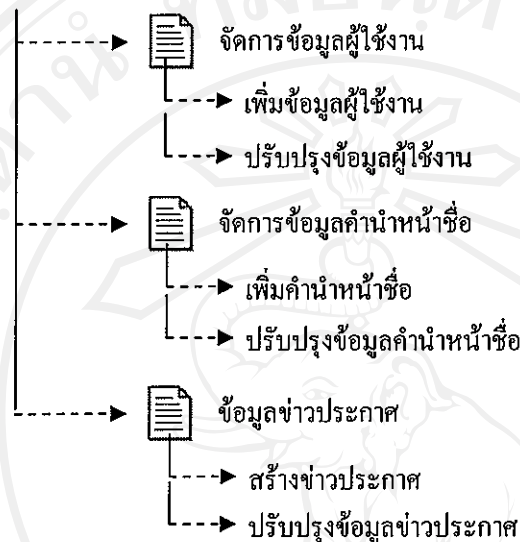 จัดการข้อมูลผู้ใช้งาน
เพิ่มข้อมูลผู้ใช้งาน
ปรับปรุงข้อมูลผู้ใช้งาน
จัดการข้อมูลคำนำหน้าชื่อ
เพิ่มคำนำหน้าชื่อ
ปรับปรุงข้อมูลคำนำหน้าชื่อ
ข้อมูลข่าวประกาศ
สร้างข่าวประกาศ
ปรับปรุงข้อมูลข่าวประกาศ